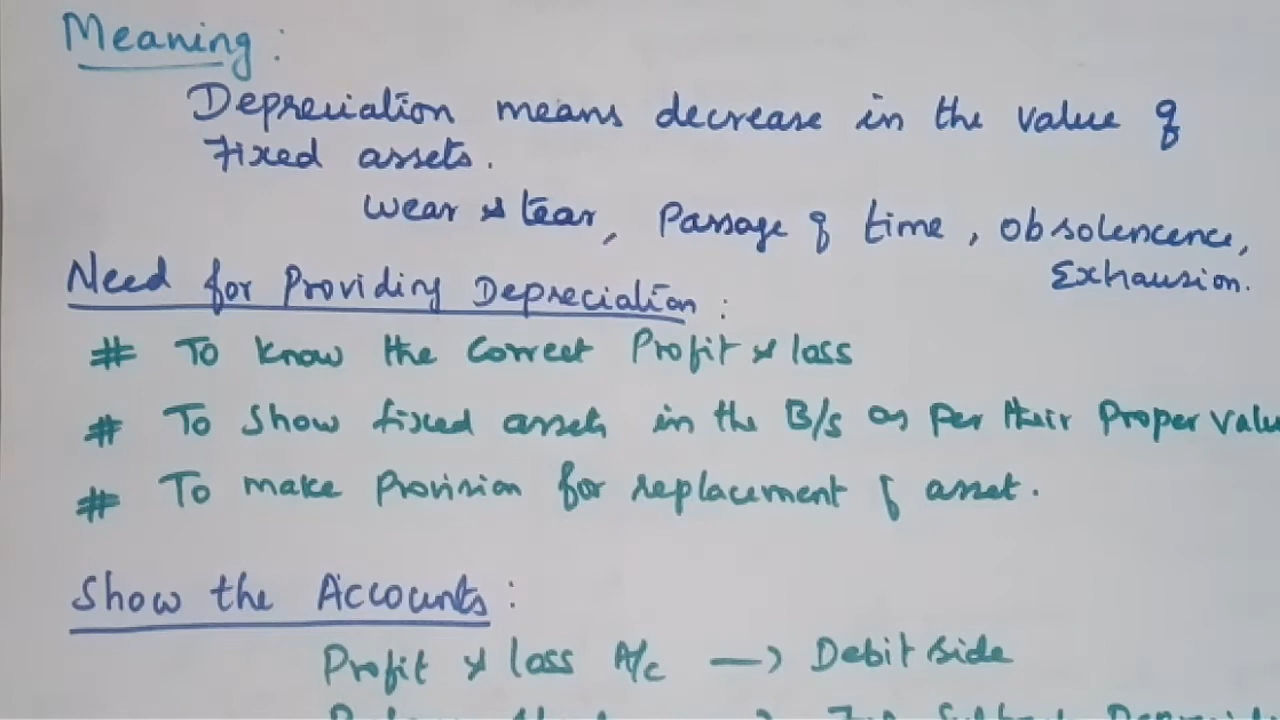 Meaning :
Depreciation means decrease in the value of
Fixed assets.
Wear & tear, Passage of time, obsolencence,
Exhausion.
Need for Providing Depreciation :
# To know the correct Profit & loss
# To show fixed assets in the B/s as per their proper valu
# To make provision for replacement of asset.
Show the Accounts :
Profit & loss A/c → Debit side